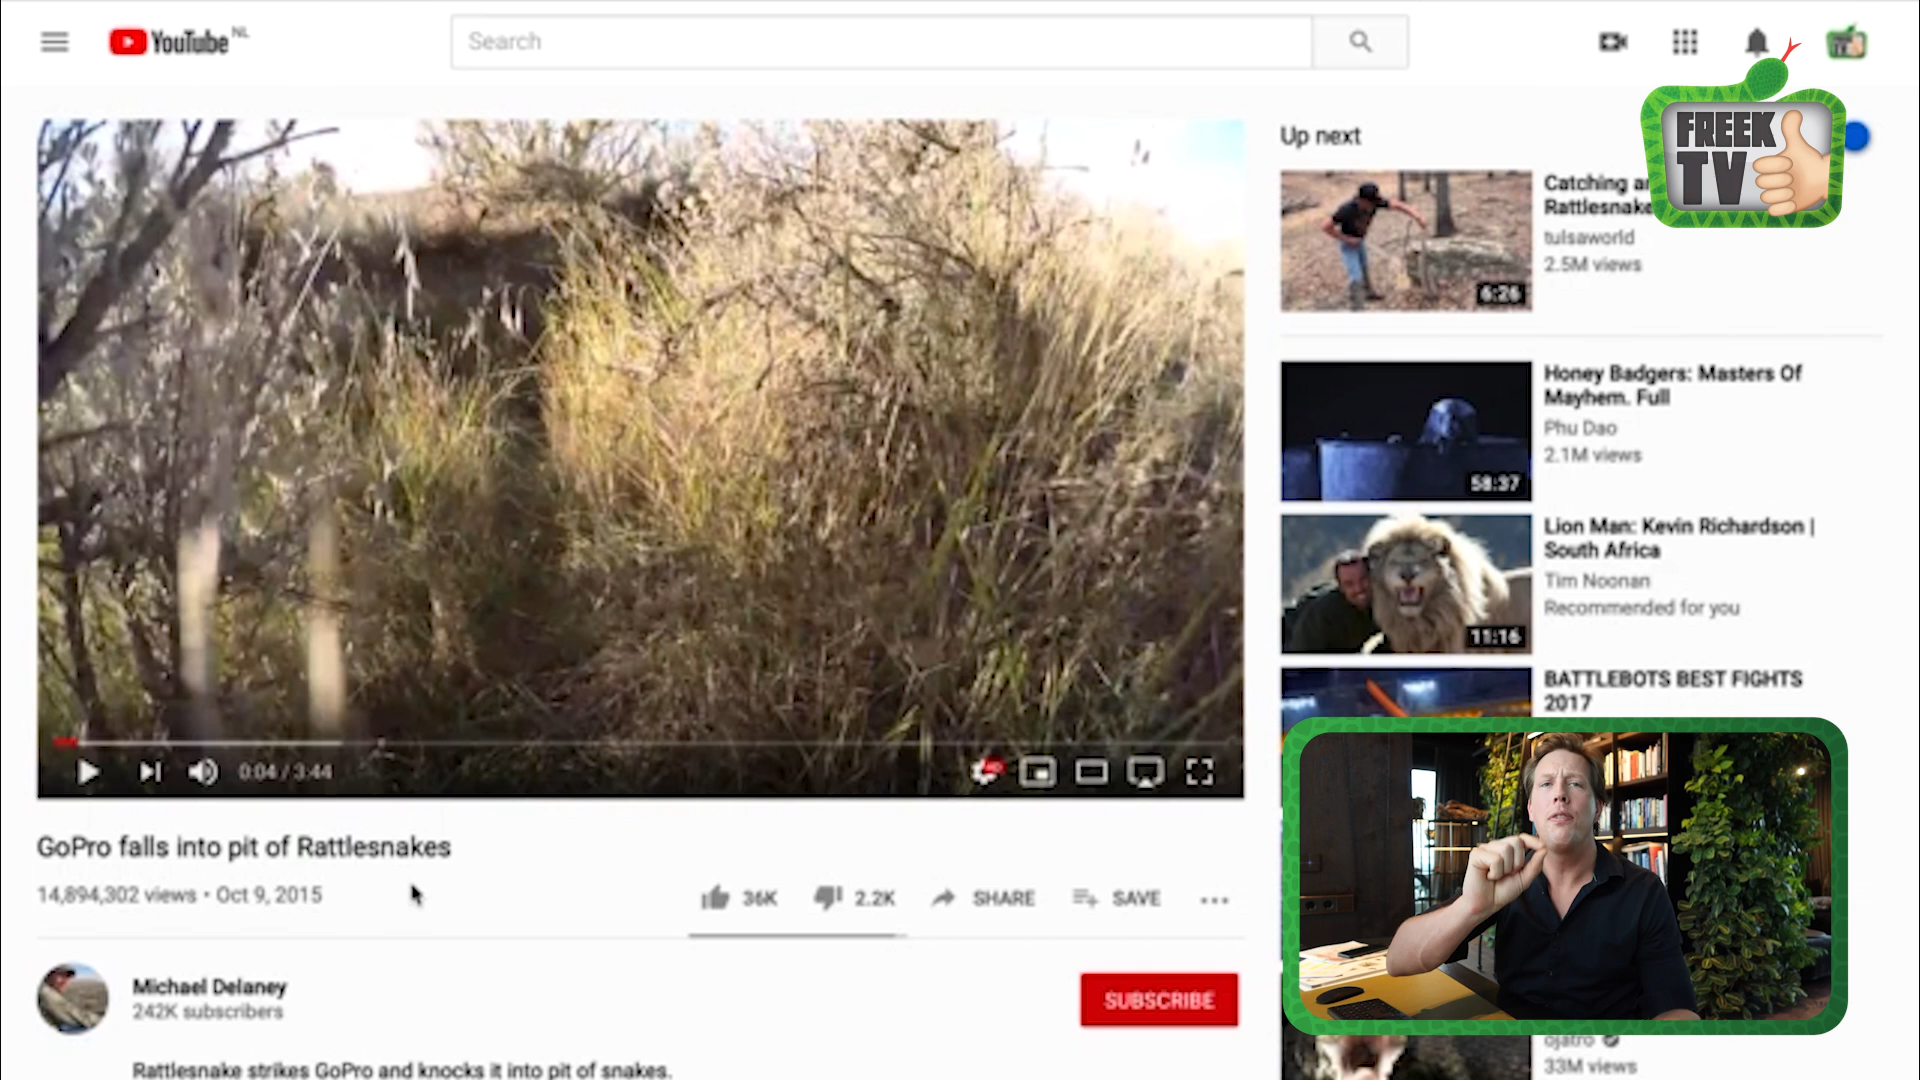 YouTube NL
Search
FREEK
TV
Up next
Catching
Rattlesnake
tulsaworld
2.5M views
6:26
Honey Badgers: Masters Of
Mayhem. Full
Phu Dao
2.1M views
58:37
Lion Man: Kevin Richardson |
South Africa
Tim Noonan
Recommended for you
11:16
BATTLEBOTS BEST FIGHTS
2017
0:04 / 3:44
GoPro falls into pit of Rattlesnakes
14,894,302 views • Oct 9, 2015
36K
2.2K
SHARE
SAVE
Michael Delaney
242K subscribers
SUBSCRIBE
Rattlesnake strikes GoPro and knocks it into pit of snakes.
ojatro
33M views